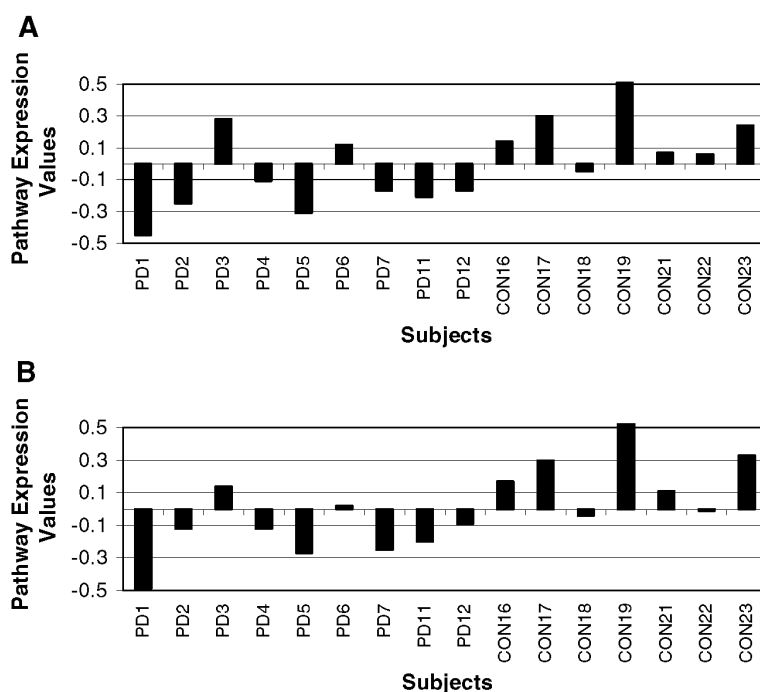 A
Pathway Expression
Values
0.5
0.3
0.1
-0.1
-0.3
-0.5
PD1
PD2
PD3
PD4
PD5
PD6
PD7
PD11
PD12
CON16
CON17
CON18
CON19
CON21
CON22
CON23
Subjects
B
Pathway Expression
Values
0.5
0.3
0.1
-0.1
-0.3
-0.5
PD1
PD2
PD3
PD4
PD5
PD6
PD7
PD11
PD12
CON16
CON17
CON18
CON19
CON21
CON22
CON23
Subjects